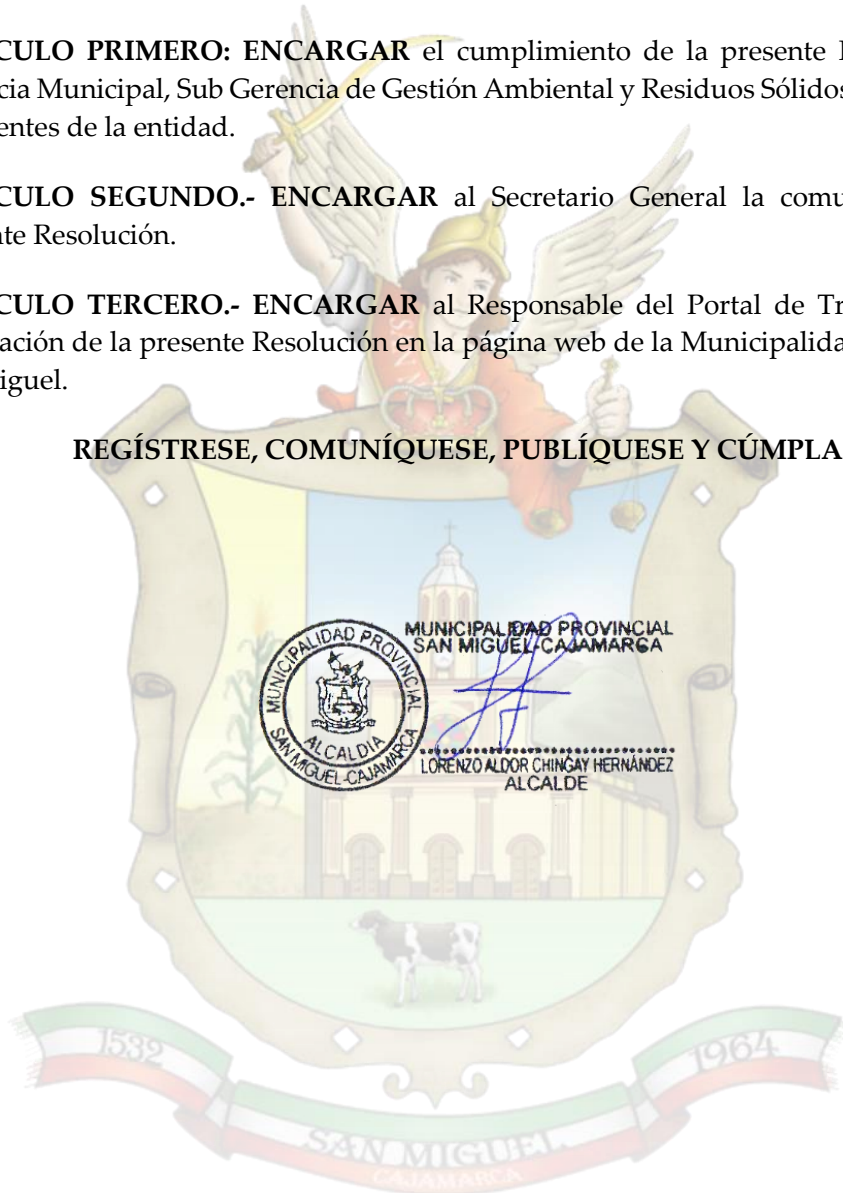 CULO PRIMERO: ENCARGAR el cumplimiento de la presente
cia Municipal, Sub Gerencia de Gestión Ambiental y Residuos Sólidos
entes de la entidad.
CULO SEGUNDO.- ENCARGAR al Secretario General la comu
nte Resolución.
CULO TERCERO.- ENCARGAR al Responsable del Portal de Tr
ación de la presente Resolución en la página web de la Municipalida
iguel.
REGÍSTRESE, COMUNÍQUESE, PUBLÍQUESE Y CÚMPLA
MUNICIPALIDAD PROVINCIAL
SAN MIGUEL-CAJAMARCA
ALCALDIA
MUNICIPALIDAD PROVINCIAL
SAN MIGUEL-CAJAMARCA
LORENZO ALDOR CHINGAY HERNÁNDEZ
ALCALDE
1532
1964
SAN MIGUEL
CAJAMARCA